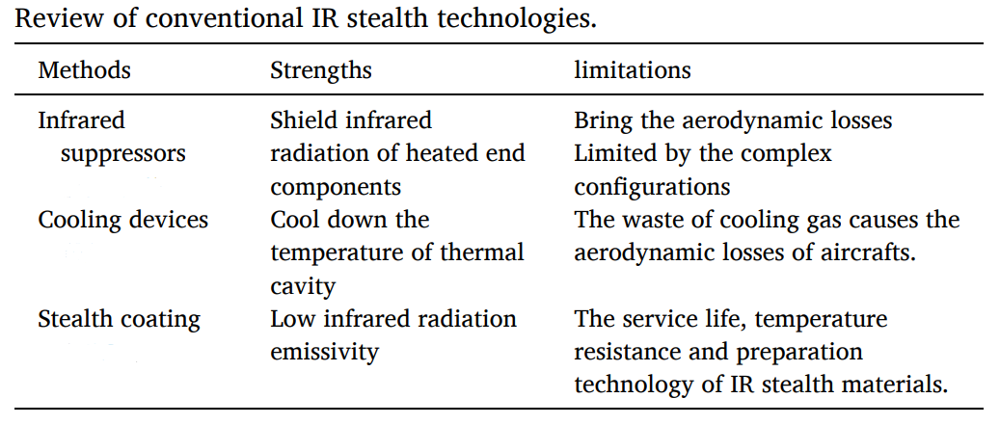 Review of conventional IR stealth technologies.
Methods Strengths limitations
Infrared Shield infrared Bring the aerodynamic losses
suppressors radiation of heated end Limited by the complex
components configurations
Cooling devices Cool down the The waste of cooling gas causes the
temperature of thermal aerodynamic losses of aircrafts.
cavity
Stealth coating Low infrared radiation The service life, temperature
emissivity resistance and preparation
technology of IR stealth materials.